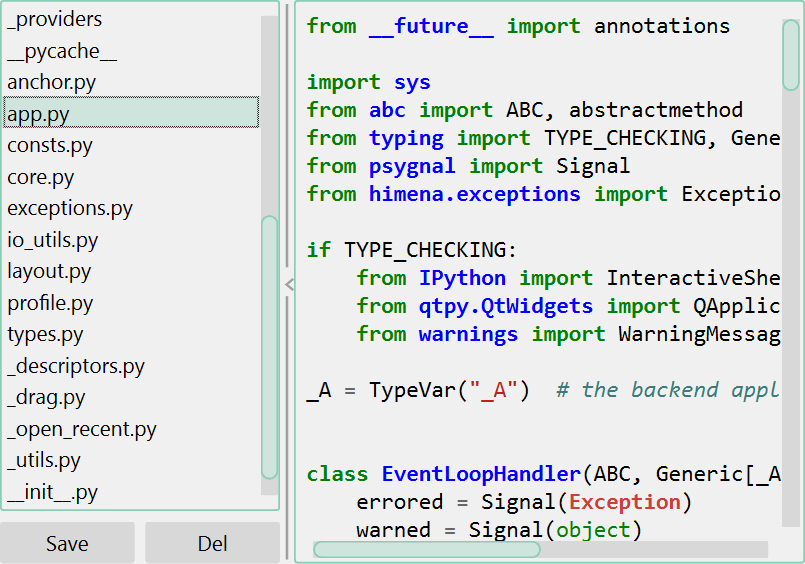 _providers
__pycache__
anchor.py
app.py
consts.py
core.py
exceptions.py
io_utils.py
layout.py
profile.py
types.py
_descriptors.py
_drag.py
_open_recent.py
_utils.py
__init__.py
Save
Del
from __future__ import annotations
import sys
from abc import ABC, abstractmethod
from typing import TYPE_CHECKING, Gene
from psygnal import Signal
from himena.exceptions import Exceptio
if TYPE_CHECKING:
    from IPython import InteractiveShe
    from qtpy.QtWidgets import QApplic
    from warnings import WarningMessag
_A = TypeVar("_A")  # the backend appl
class EventLoopHandler(ABC, Generic[_A
    errored = Signal(Exception)
    warned = Signal(object)